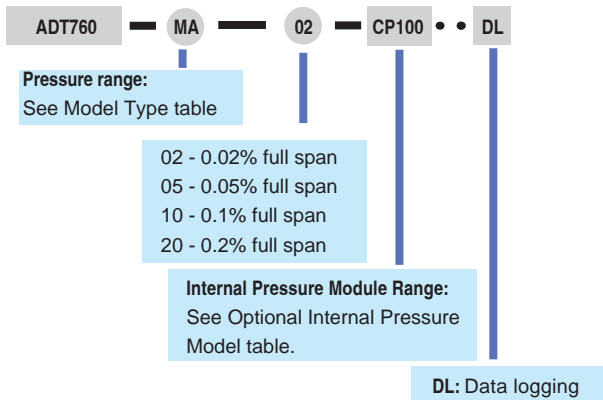 ADT760 — MA — 02 — CP100 • • DL
Pressure range:
See Model Type table
02 - 0.02% full span
05 - 0.05% full span
10 - 0.1% full span
20 - 0.2% full span
Internal Pressure Module Range:
See Optional Internal Pressure
Model table.
DL: Data logging